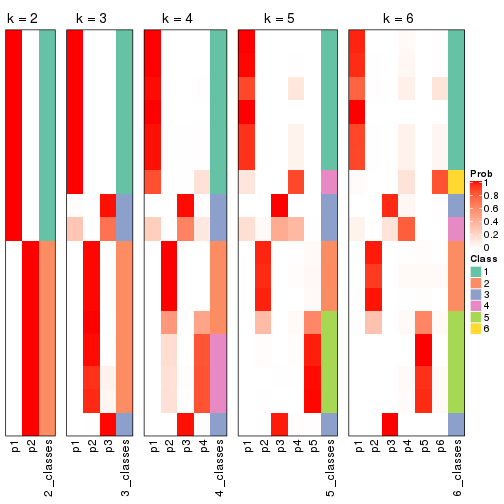 k = 2
k = 3
k = 4
k = 5
k = 6
p1
p2
2_classes
p1
p2
p3
3_classes
p1
p2
p3
p4
4_classes
p1
p2
p3
p4
p5
5_classes
p1
p2
p3
p4
p5
p6
6_classes
Prob
1
0.8
0.6
0.4
0.2
0
Class
1
2
3
4
5
6